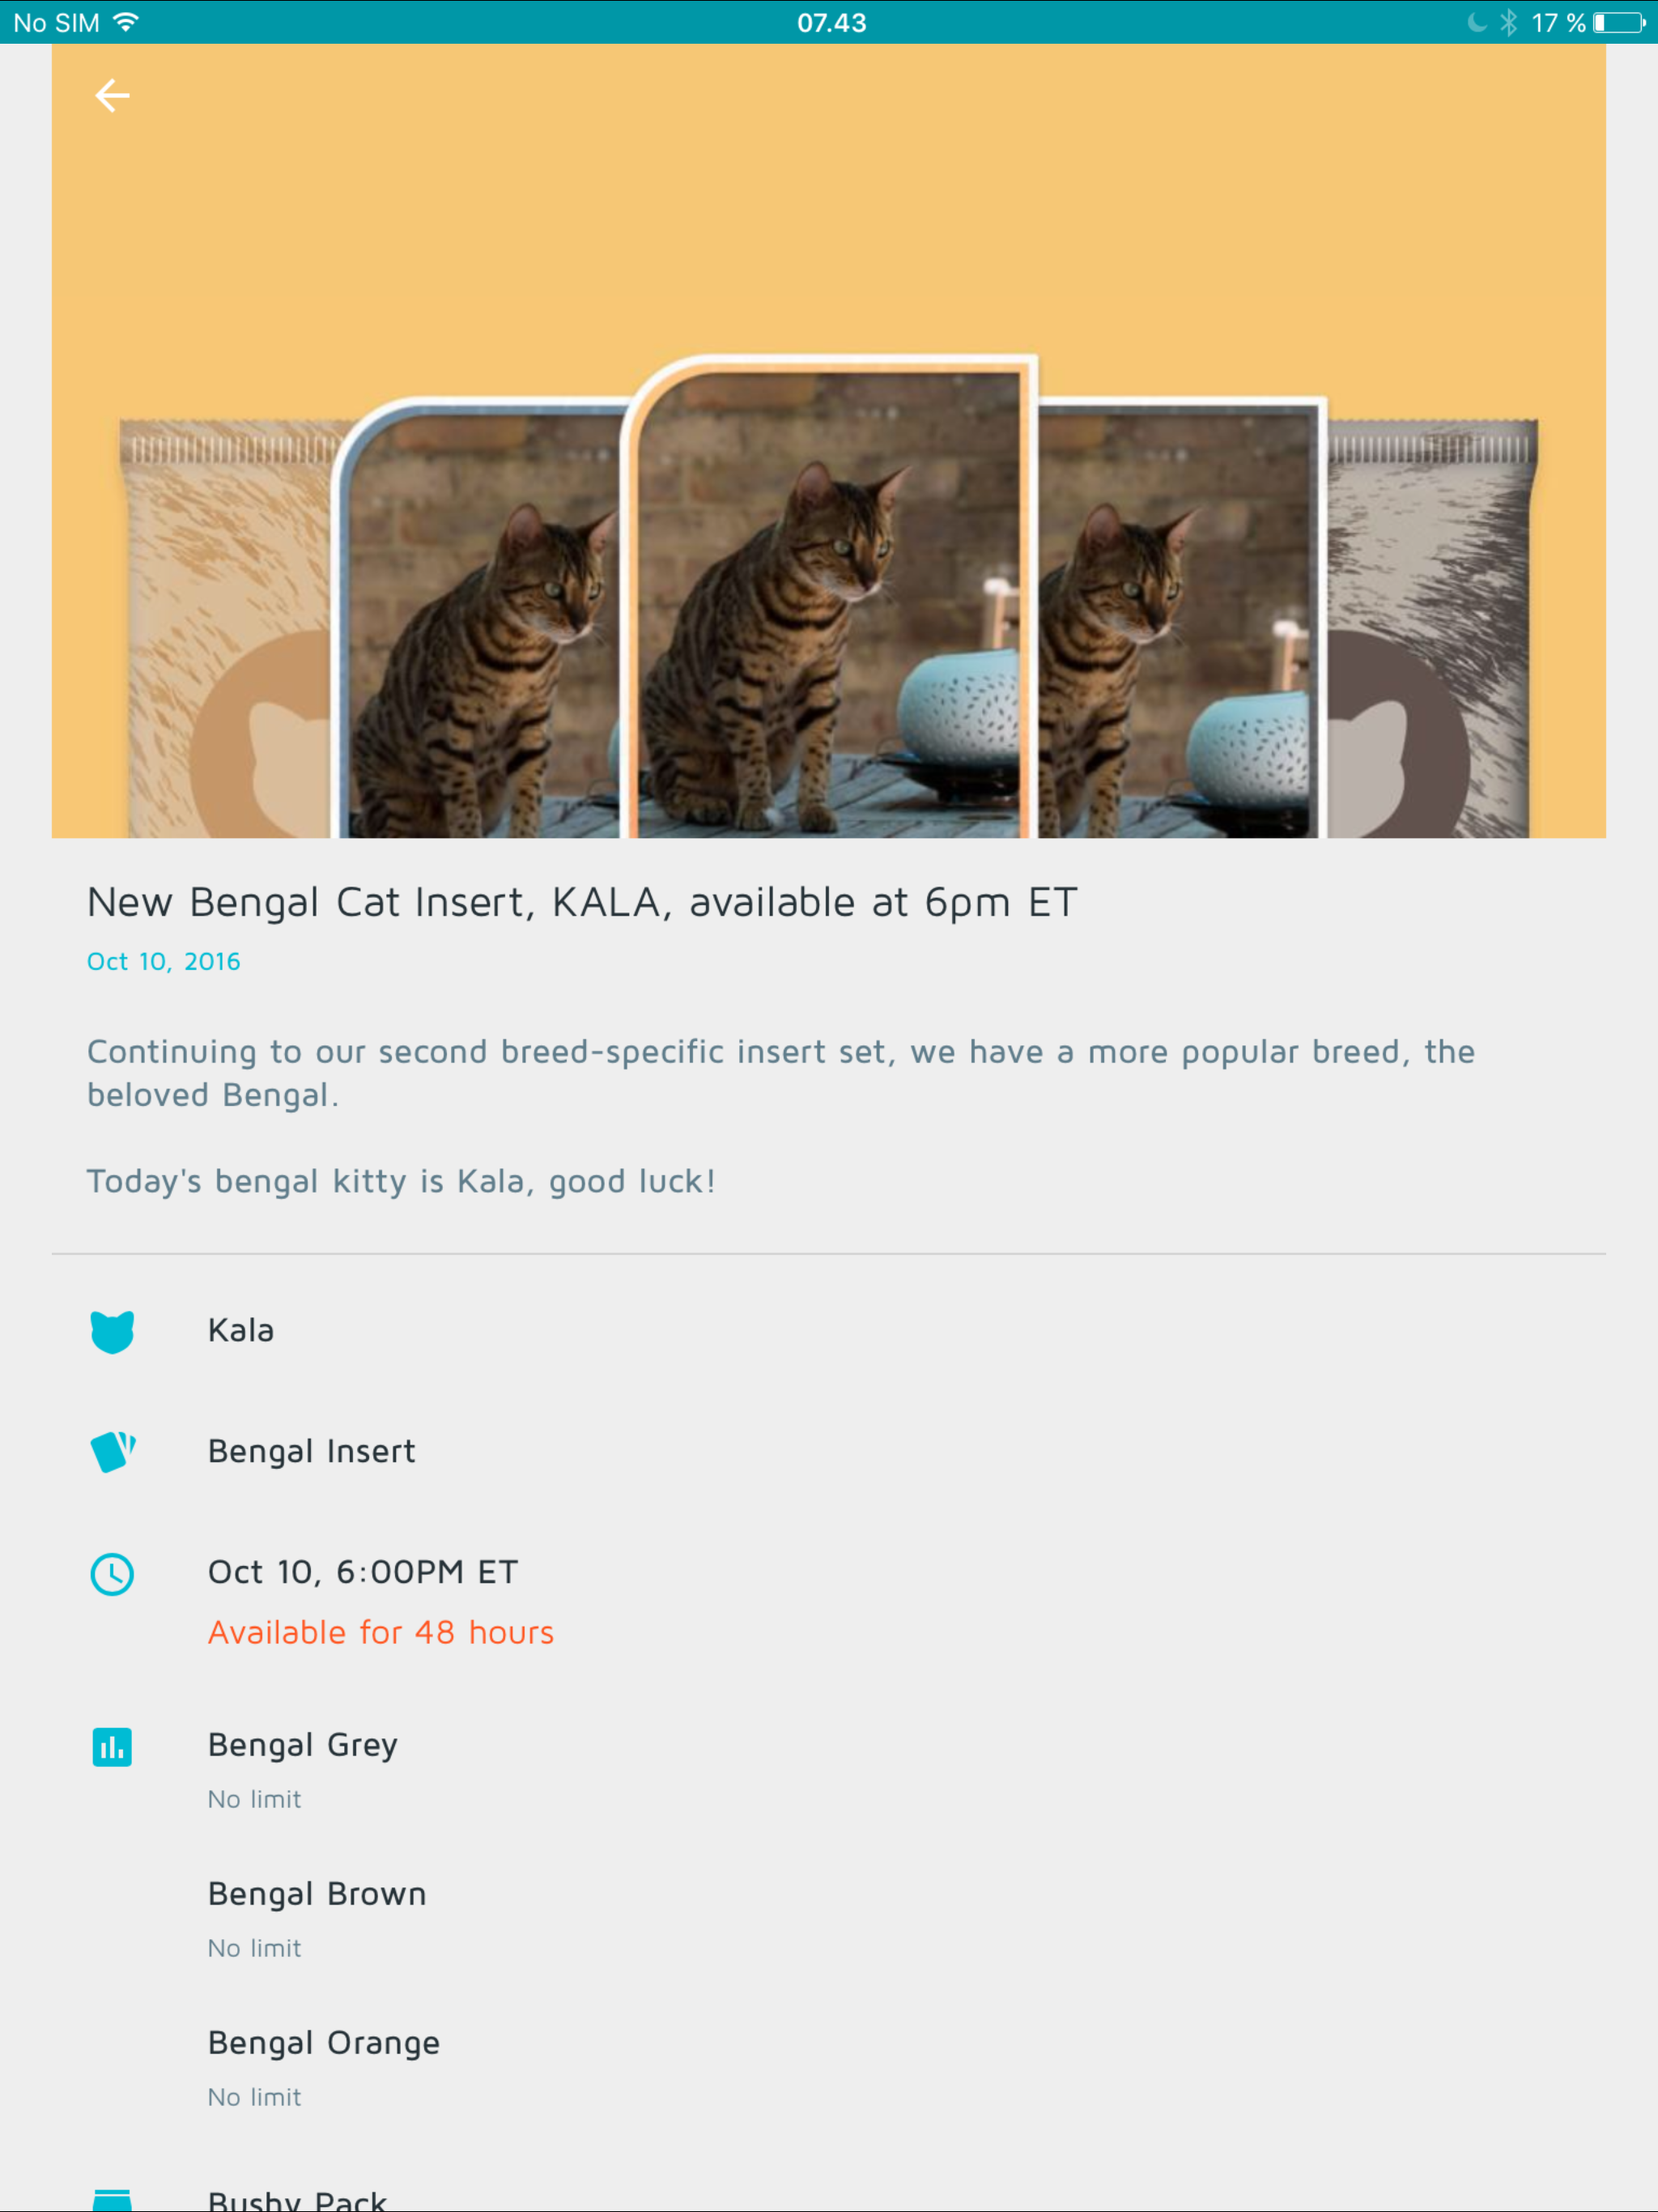 No SIM
07.43
17 %
New Bengal Cat Insert, KALA, available at 6pm ET
Oct 10, 2016
Continuing to our second breed-specific insert set, we have a more popular breed, the
beloved Bengal.
Today's bengal kitty is Kala, good luck!
Kala
Bengal Insert
Oct 10, 6:00PM ET
Available for 48 hours
Bengal Grey
No limit
Bengal Brown
No limit
Bengal Orange
No limit
Bushy Pack